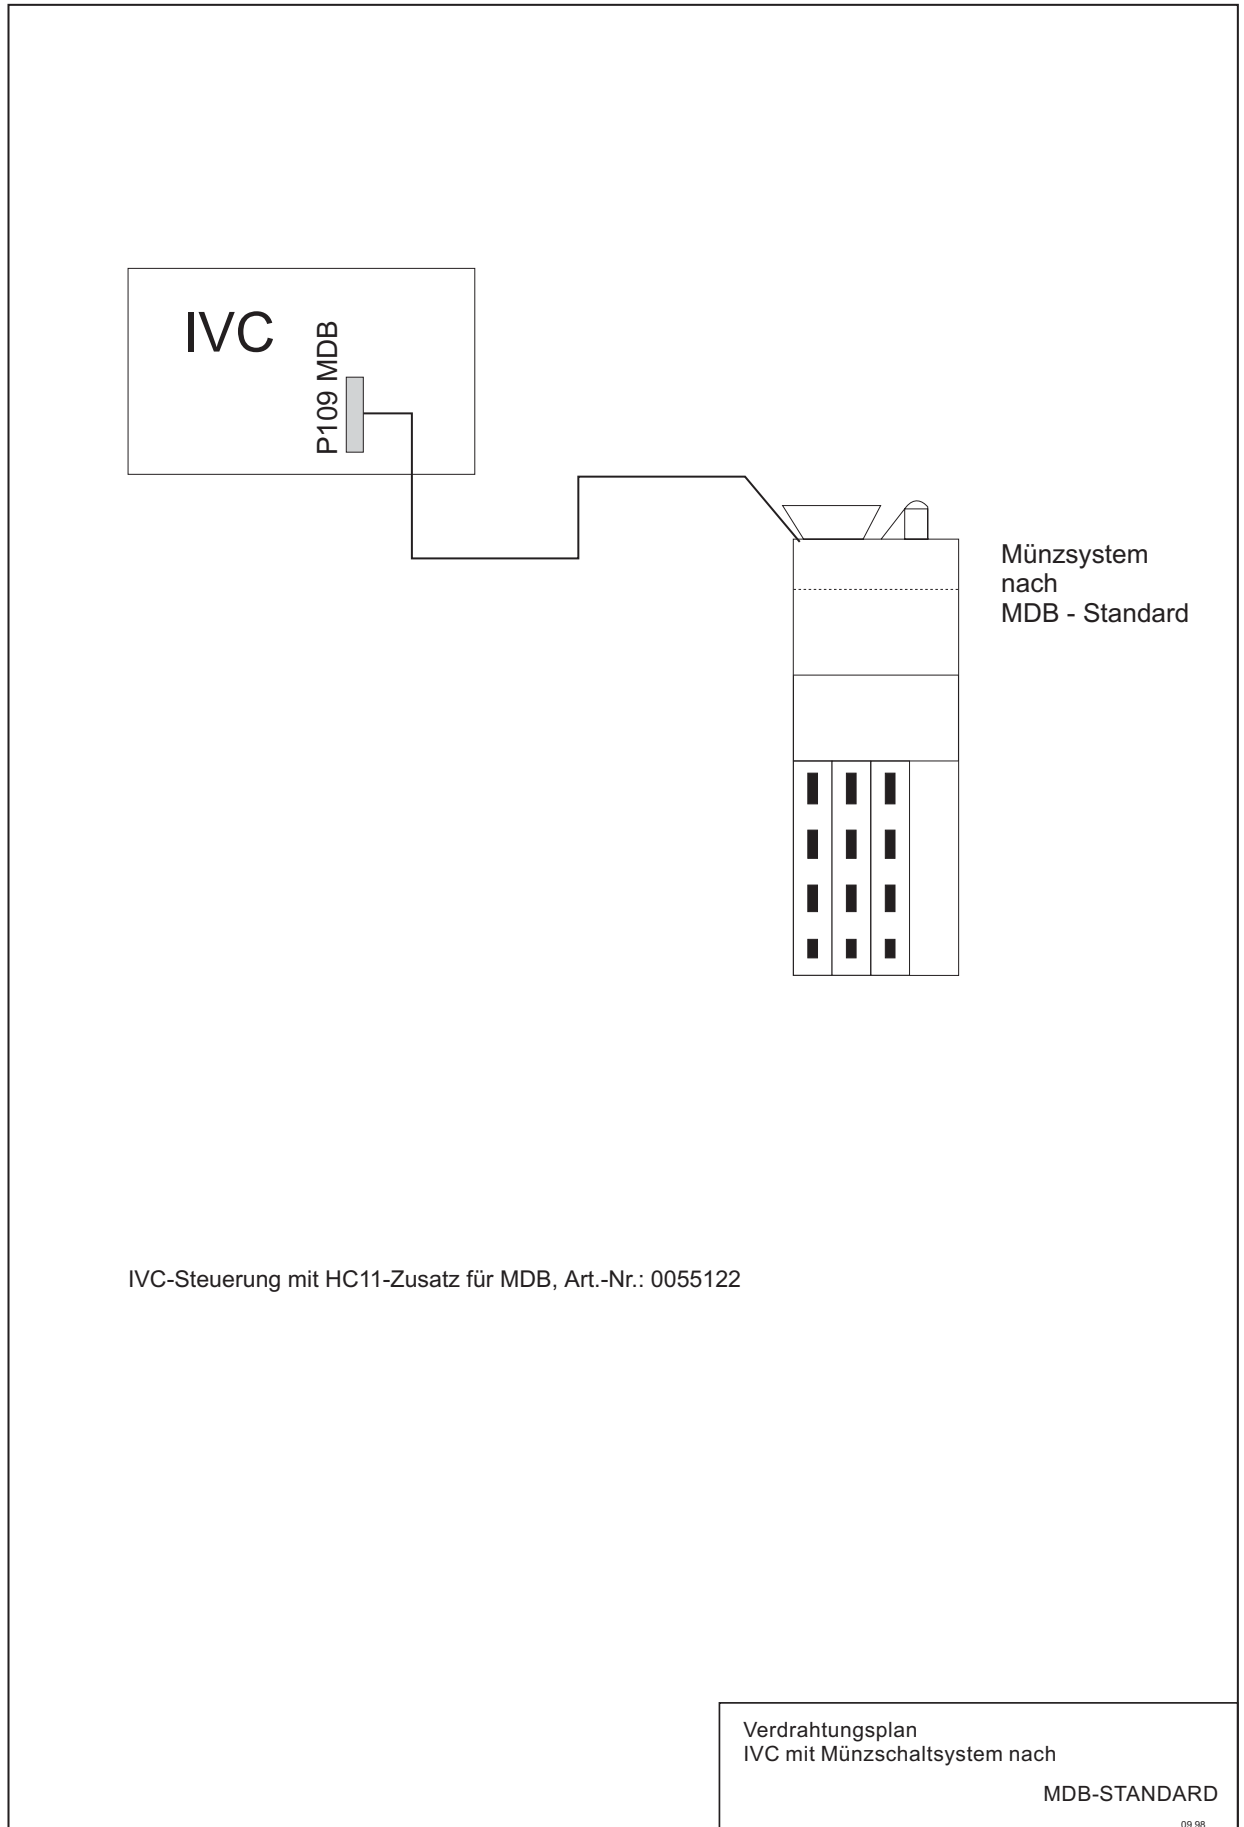 IVC
P109 MDB
Münzsystem
nach
MDB - Standard
IVC-Steuerung mit HC11-Zusatz für MDB, Art.-Nr.: 0055122
Verdrahtungsplan
IVC mit Münzschaltsystem nach
MDB-STANDARD
09.98